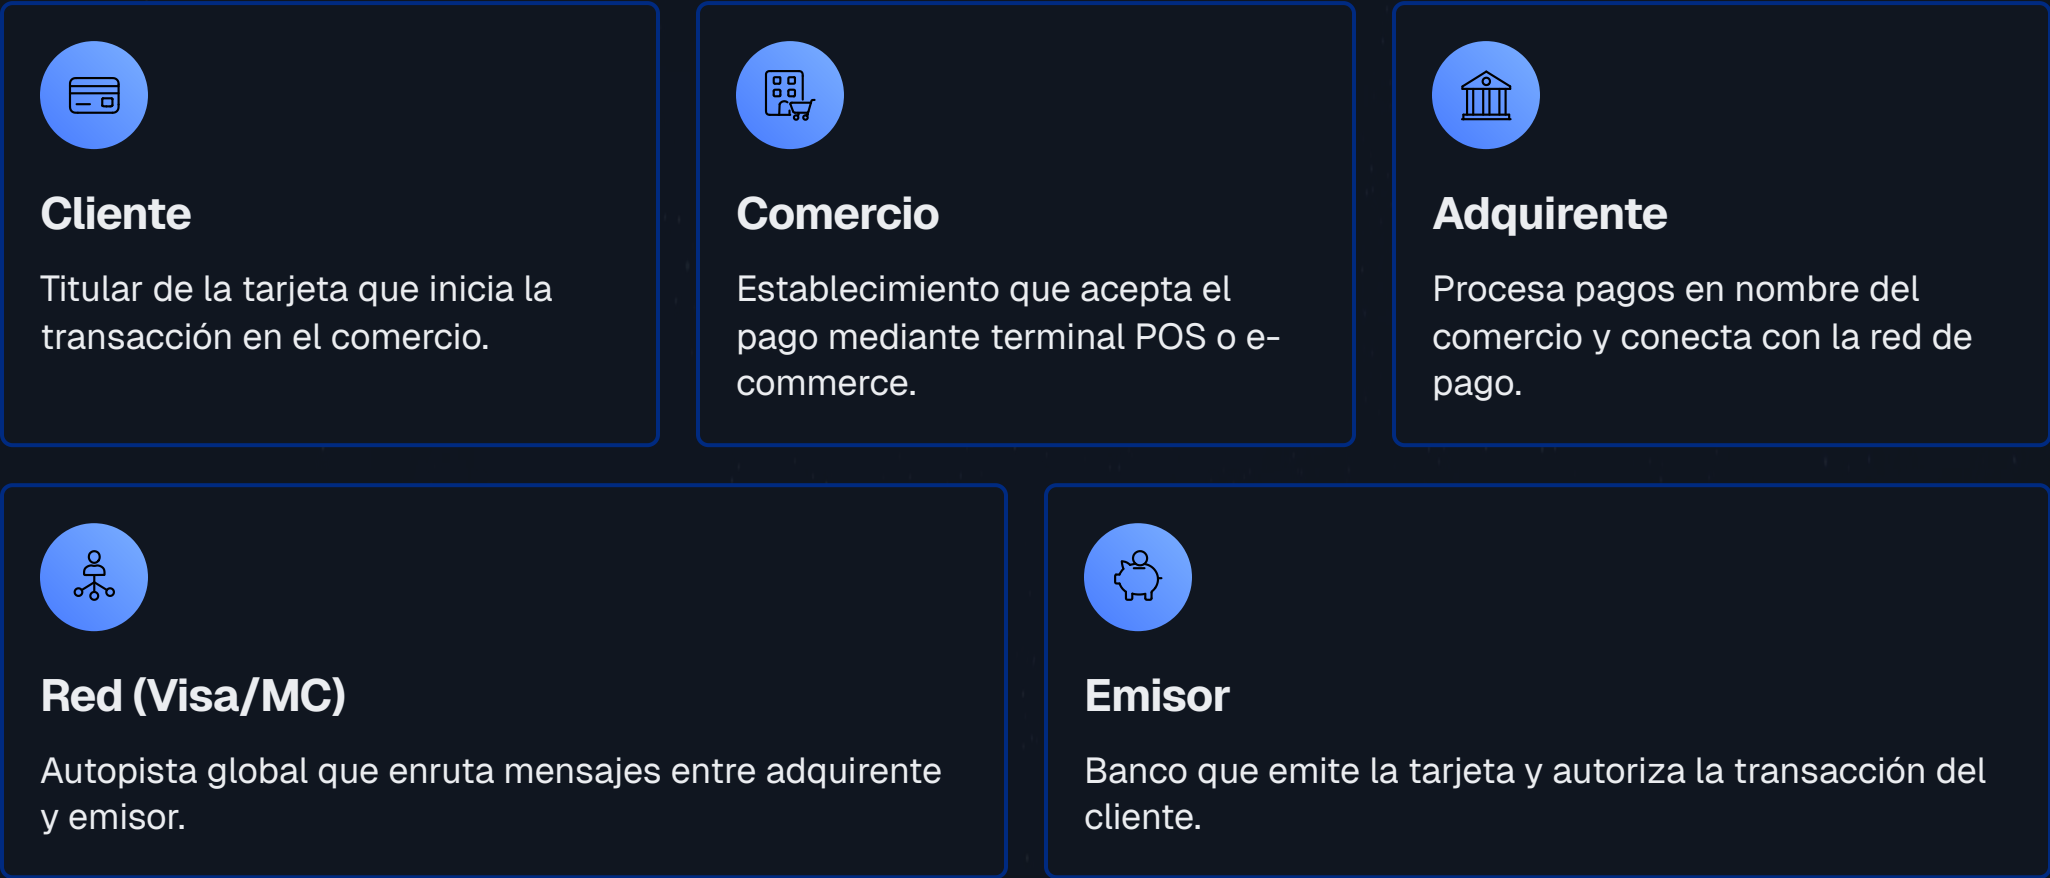 Cliente
Titular de la tarjeta que inicia la
transacción en el comercio.
Comercio
Establecimiento que acepta el
pago mediante terminal POS o e-
commerce.
Adquirente
Procesa pagos en nombre del
comercio y conecta con la red de
pago.
Red (Visa/MC)
Autopista global que enruta mensajes entre adquirente
y emisor.
Emisor
Banco que emite la tarjeta y autoriza la transacción del
cliente.